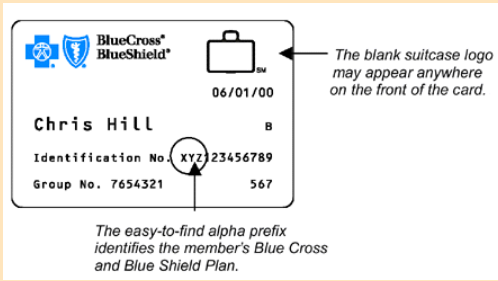 BlueCross®
BlueShield®
SM
The blank suitcase logo
may appear anywhere
on the front of the card.
06/01/00
Chris Hill B
Identification No. XYZ123456789
Group No. 7654321 567
The easy-to-find alpha prefix
identifies the member's Blue Cross
and Blue Shield Plan.